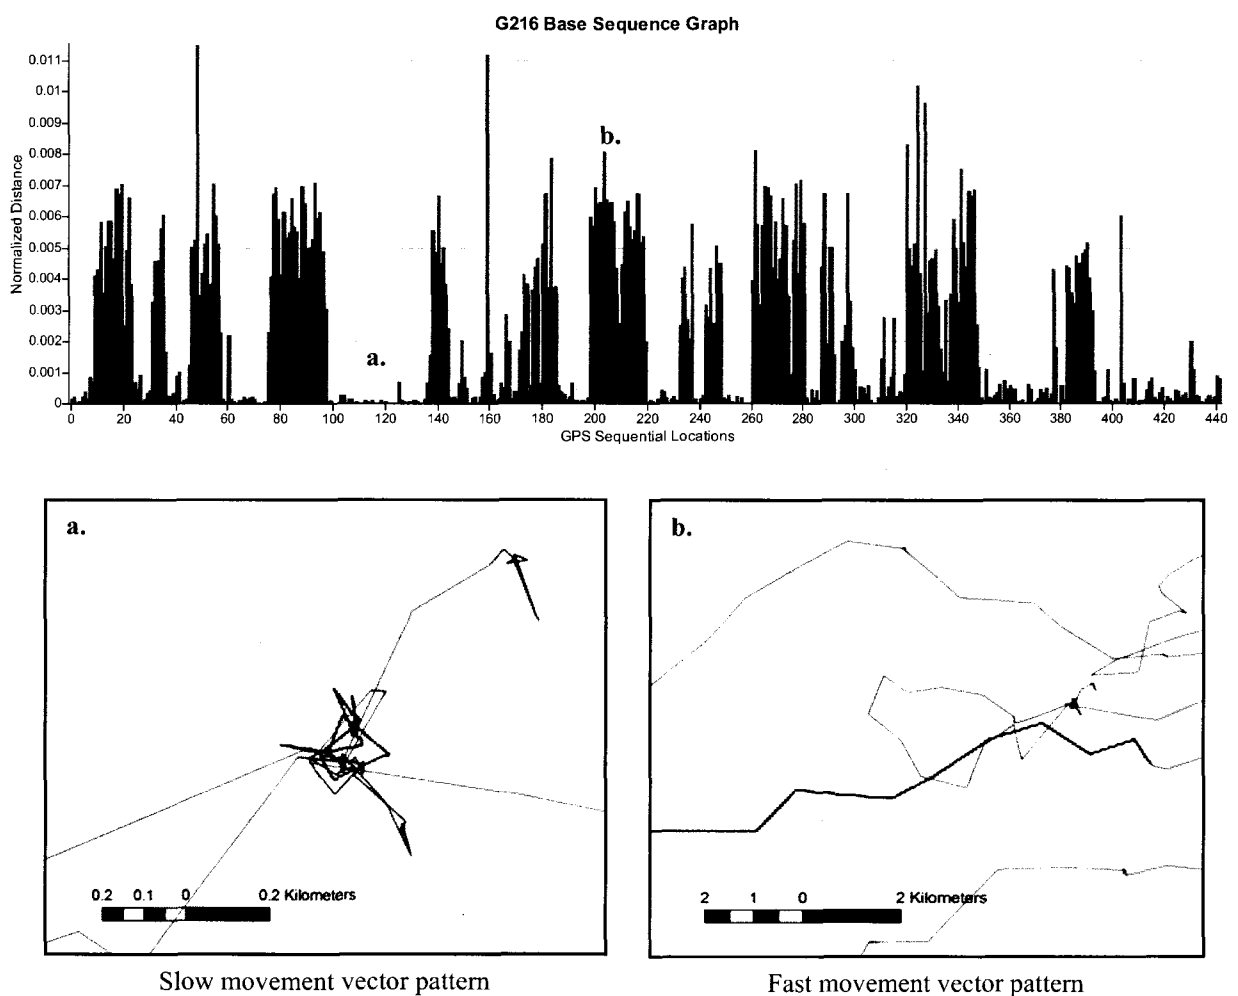 G216 Base Sequence Graph
Normalized Distance
0.011
0.01
0.009
0.008
0.007
0.006
0.005
0.004
0.003
0.002
0.001
0
a.
b.
0 20 40 60 80 100 120 140 160 180 200 220 240 260 280 300 320 340 360 380 400 420 440
GPS Sequential Locations
a.
0.2 0.1 0 0.2 Kilometers
Slow movement vector pattern
b.
2 1 0 2 Kilometers
Fast movement vector pattern